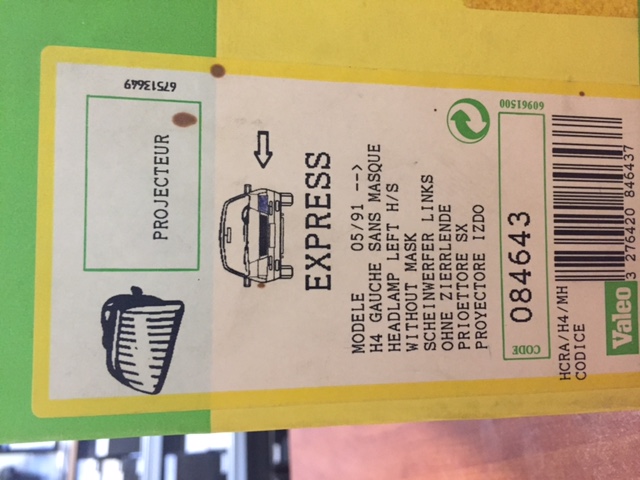 67513649
PROJECTEUR
EXPRESS
MODELE 05/91 -->
H4 GAUCHE SANS MASQUE
HEADLAMP LEFT H/S
WITHOUT MASK
SCHEINWERFER LINKS
OHNE ZIERRLENDE
PRIOETTORE SX
PROYECTORE IZDO
60961500
CODE
084643
HCRA/H4/MH
CODICE
3 276420 846437
Valeo